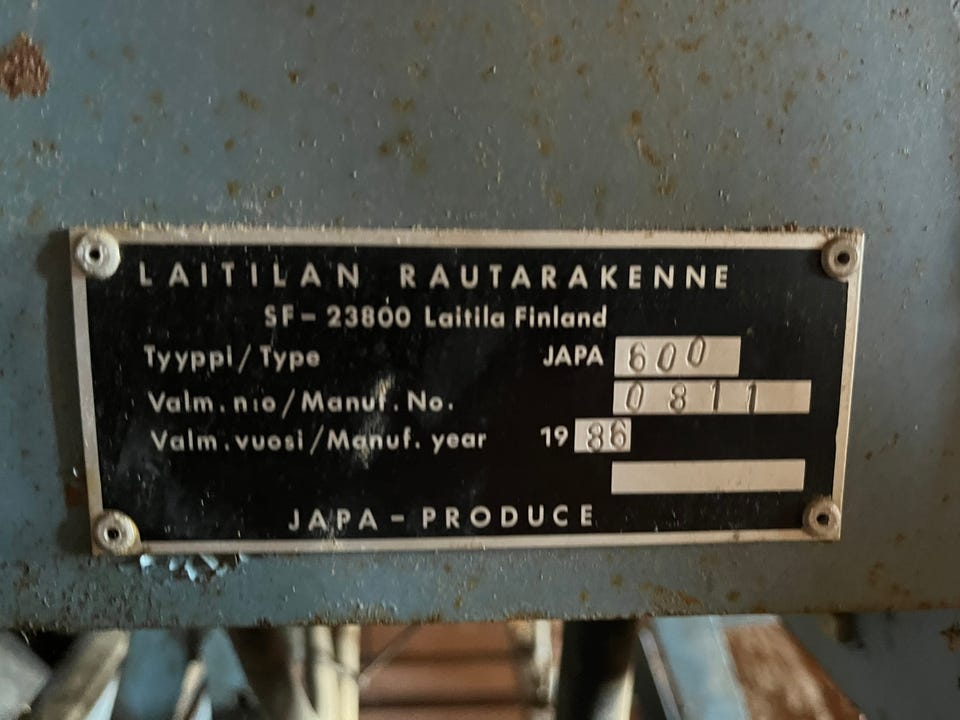 LAITILAN RAUTARAKENNE
SF-23800 Laitila Finland
Tyyppi/Type JAPA 600
Valm. n:o/Manuf. No. 0811
Valm. vuosi/Manuf. year 1986
JAPA-PRODUCE